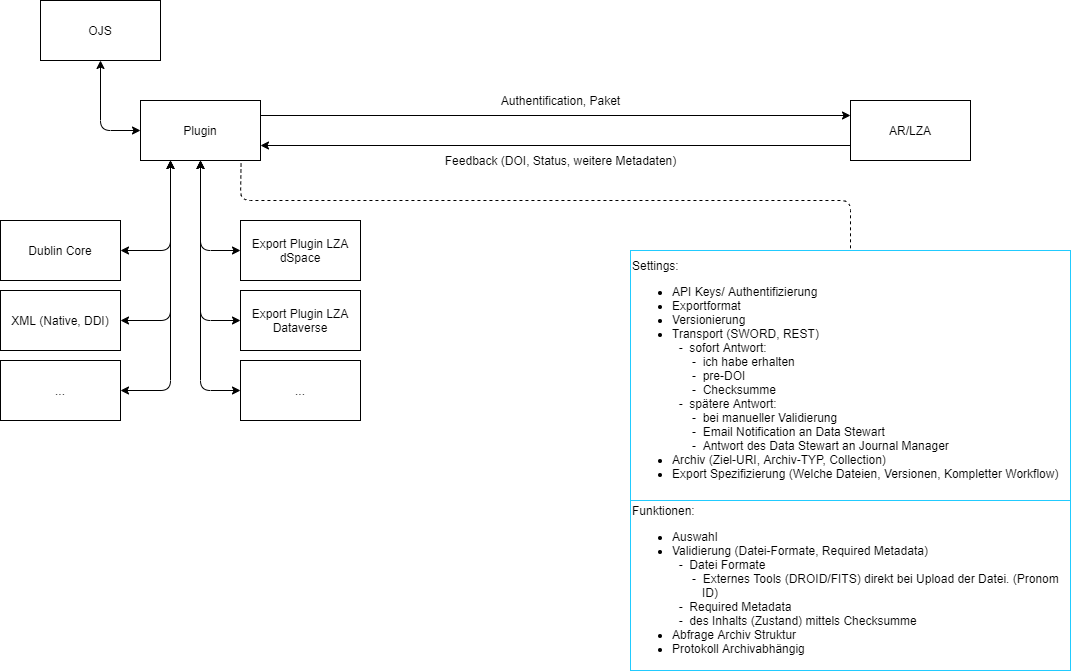 OJS
Plugin
Authentification, Paket
Feedback (DOI, Status, weitere Metadaten)
AR/LZA
Dublin Core
XML (Native, DDI)
...
Export Plugin LZA
dSpace
Export Plugin LZA
Dataverse
...
Settings:
• API Keys/ Authentifizierung
• Exportformat
• Versionierung
• Transport (SWORD, REST)
- sofort Antwort:
- ich habe erhalten
- pre-DOI
- Checksumme
- spätere Antwort:
- bei manueller Validierung
- Email Notification an Data Stewart
- Antwort des Data Stewart an Journal Manager
• Archiv (Ziel-URI, Archiv-TYP, Collection)
• Export Spezifizierung (Welche Dateien, Versionen, Kompletter Workflow)
Funktionen:
• Auswahl
• Validierung (Datei-Formate, Required Metadata)
- Datei Formate
- Externes Tools (DROID/FITS) direkt bei Upload der Datei. (Pronom
ID)
- Required Metadata
- des Inhalts (Zustand) mittels Checksumme
• Abfrage Archiv Struktur
• Protokoll Archivabhängig